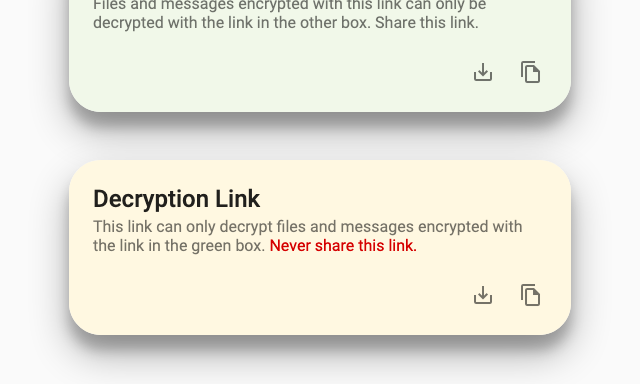 Files and messages encrypted with this link can only be
decrypted with the link in the other box. Share this link.
Decryption Link
This link can only decrypt files and messages encrypted with
the link in the green box. Never share this link.